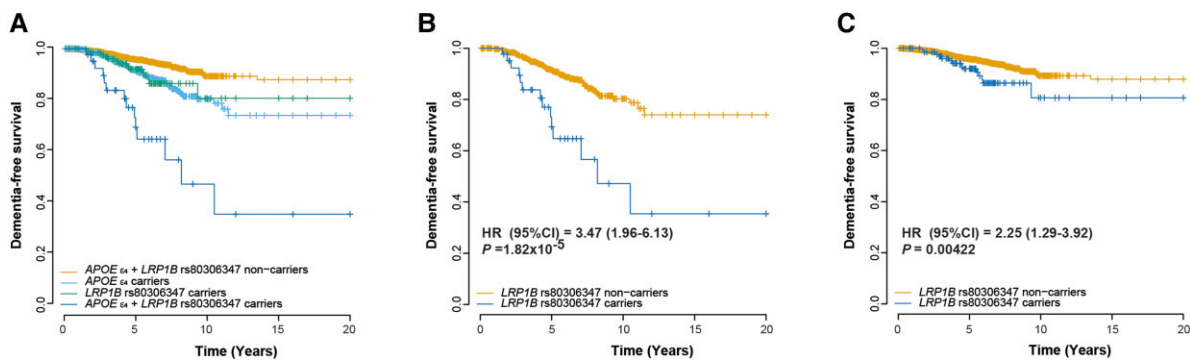 A
Dementia-free survival
1.0
0.8
0.6
0.4
0.2
0.0
APOE ε4 + LRP1B rs80306347 non−carriers
APOE ε4 carriers
LRP1B rs80306347 carriers
APOE ε4 + LRP1B rs80306347 carriers
0 5 10 15 20
Time (Years)
B
Dementia-free survival
1.0
0.8
0.6
0.4
0.2
0.0
HR (95%CI) = 3.47 (1.96-6.13)
P =1.82x10-5
LRP1B rs80306347 non−carriers
LRP1B rs80306347 carriers
0 5 10 15 20
Time (Years)
C
Dementia-free survival
1.0
0.8
0.6
0.4
0.2
0.0
HR (95%CI) = 2.25 (1.29-3.92)
P = 0.00422
LRP1B rs80306347 non−carriers
LRP1B rs80306347 carriers
0 5 10 15 20
Time (Years)